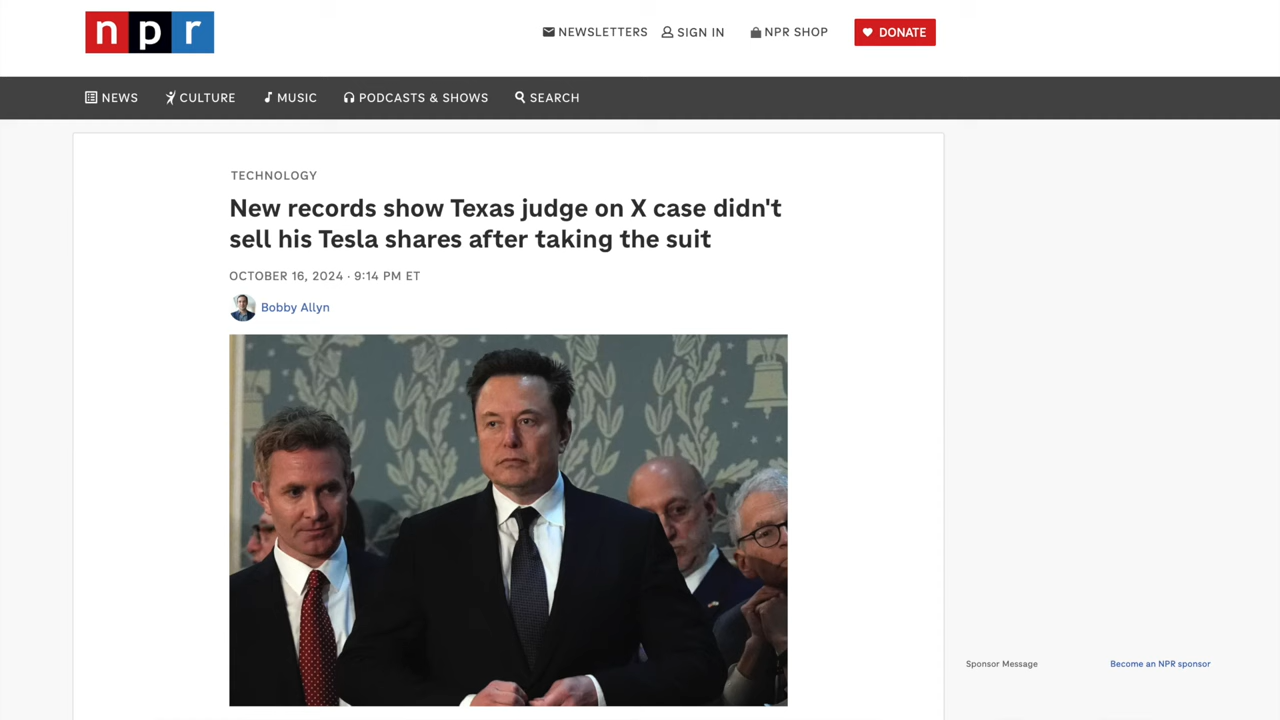 npr
NEWSLETTERS SIGN IN NPR SHOP DONATE
NEWS CULTURE MUSIC PODCASTS & SHOWS SEARCH
TECHNOLOGY
New records show Texas judge on X case didn't
sell his Tesla shares after taking the suit
OCTOBER 16, 2024 · 9:14 PM ET
Bobby Allyn
Sponsor Message Become an NPR sponsor